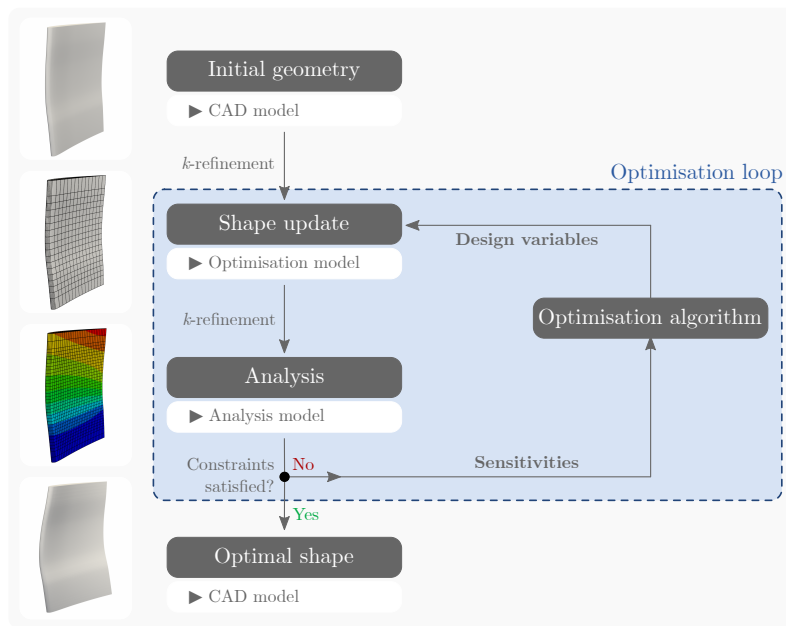 Initial geometry
▶ CAD model
k-refinement
Optimisation loop
Shape update
▶ Optimisation model
Design variables
k-refinement
Optimisation algorithm
Analysis
▶ Analysis model
Constraints
satisfied?
No
Sensitivities
Yes
Optimal shape
▶ CAD model